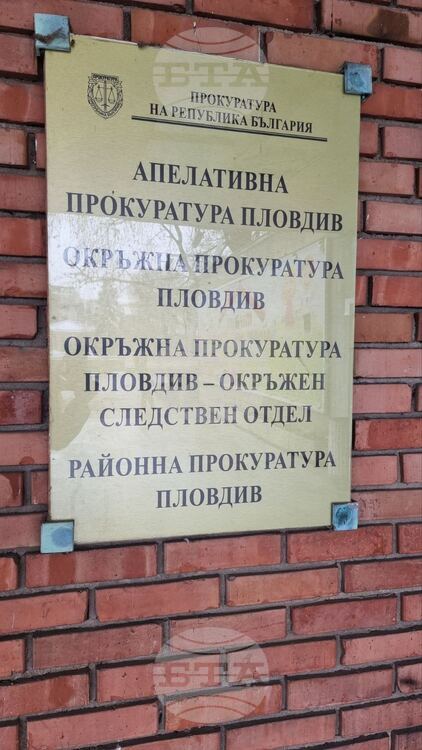 БТА
ПРОКУРАТУРА
НА РЕПУБЛИКА БЪЛГАРИЯ
АПЕЛАТИВНА
ПРОКУРАТУРА ПЛОВДИВ
ОКРЪЖНА ПРОКУРАТУРА
ПЛОВДИВ
ОКРЪЖНА ПРОКУРАТУРА
ПЛОВДИВ – ОКРЪЖЕН
СЛЕДСТВЕН ОТДЕЛ
РАЙОННА ПРОКУРАТУРА
ПЛОВДИВ
БТА